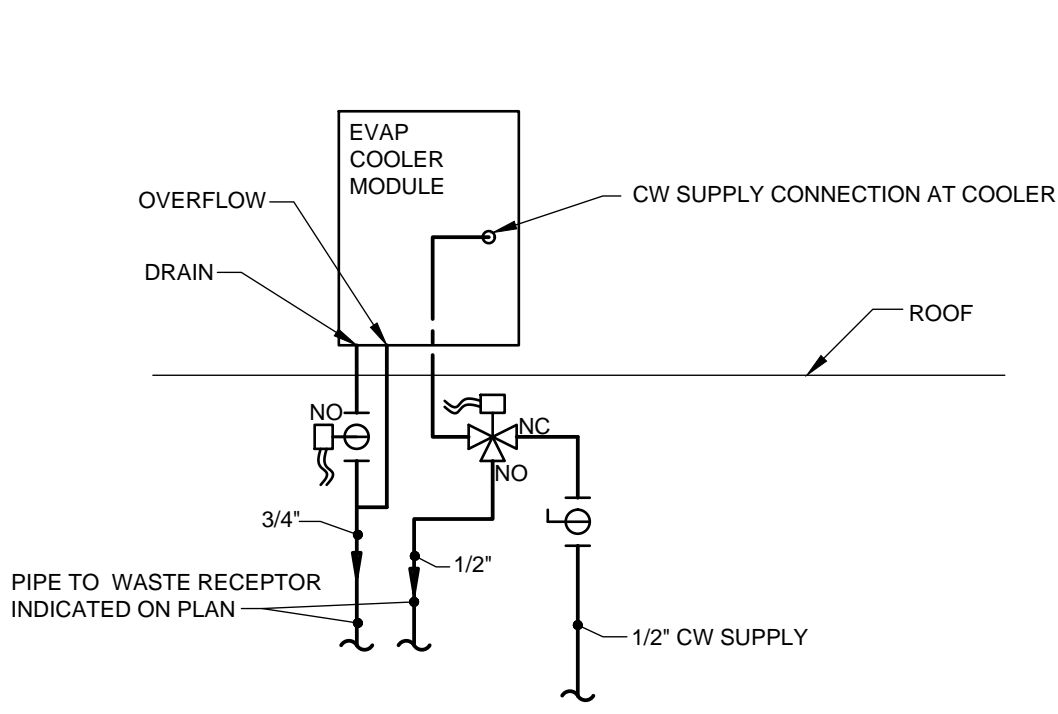 EVAP
COOLER
MODULE
OVERFLOW
CW SUPPLY CONNECTION AT COOLER
DRAIN
ROOF
NO
NC
NO
3/4"
1/2"
PIPE TO WASTE RECEPTOR
INDICATED ON PLAN
1/2" CW SUPPLY